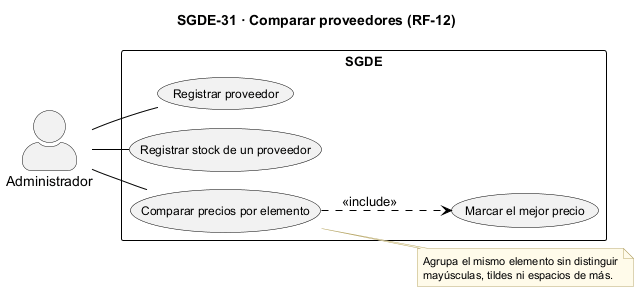 SGDE-31 · Comparar proveedores (RF-12)
SGDE
Administrador
Registrar proveedor
Registrar stock de un proveedor
Comparar precios por elemento
«include»
Marcar el mejor precio
Agrupa el mismo elemento sin distinguir
mayúsculas, tildes ni espacios de más.